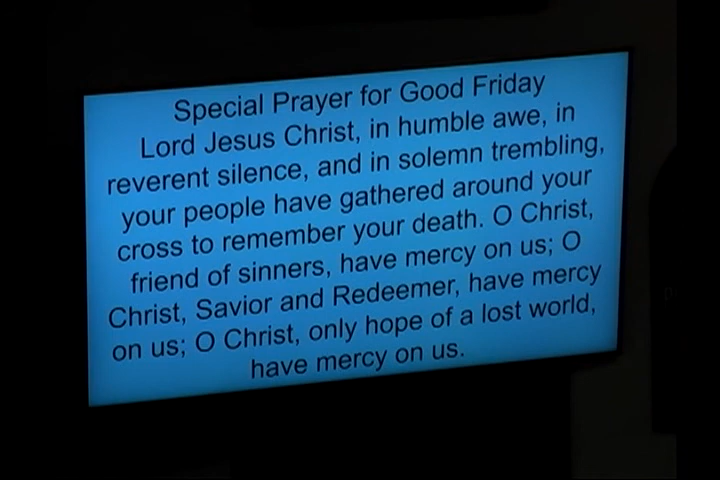 Special Prayer for Good Friday
Lord Jesus Christ, in humble awe, in
reverent silence, and in solemn trembling,
your people have gathered around your
cross to remember your death. O Christ,
friend of sinners, have mercy on us; O
Christ, Savior and Redeemer, have mercy
on us; O Christ, only hope of a lost world,
have mercy on us.